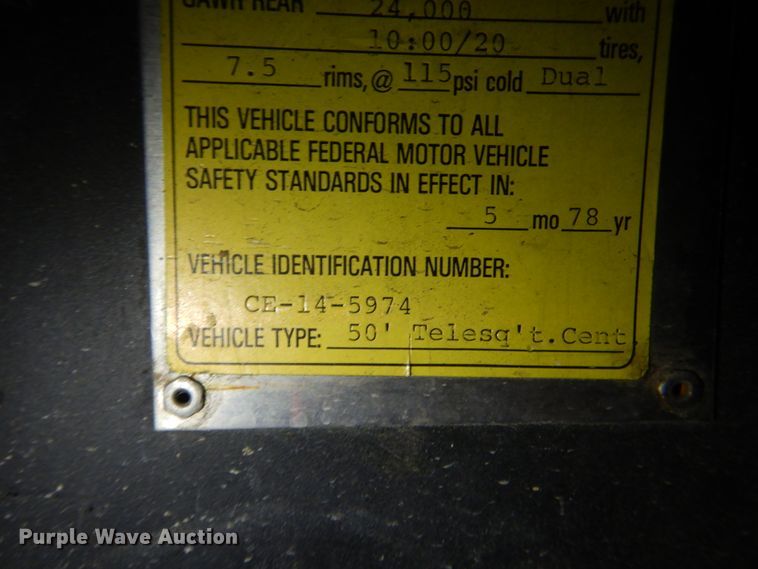 GAWR REAR 24,000 with
10:00/20 tires,
7.5 rims, @ 115 psi cold Dual
THIS VEHICLE CONFORMS TO ALL
APPLICABLE FEDERAL MOTOR VEHICLE
SAFETY STANDARDS IN EFFECT IN:
5 mo 78 yr
VEHICLE IDENTIFICATION NUMBER:
CE-14-5974
VEHICLE TYPE: 50' Telesq't.Cent.
Purple Wave Auction